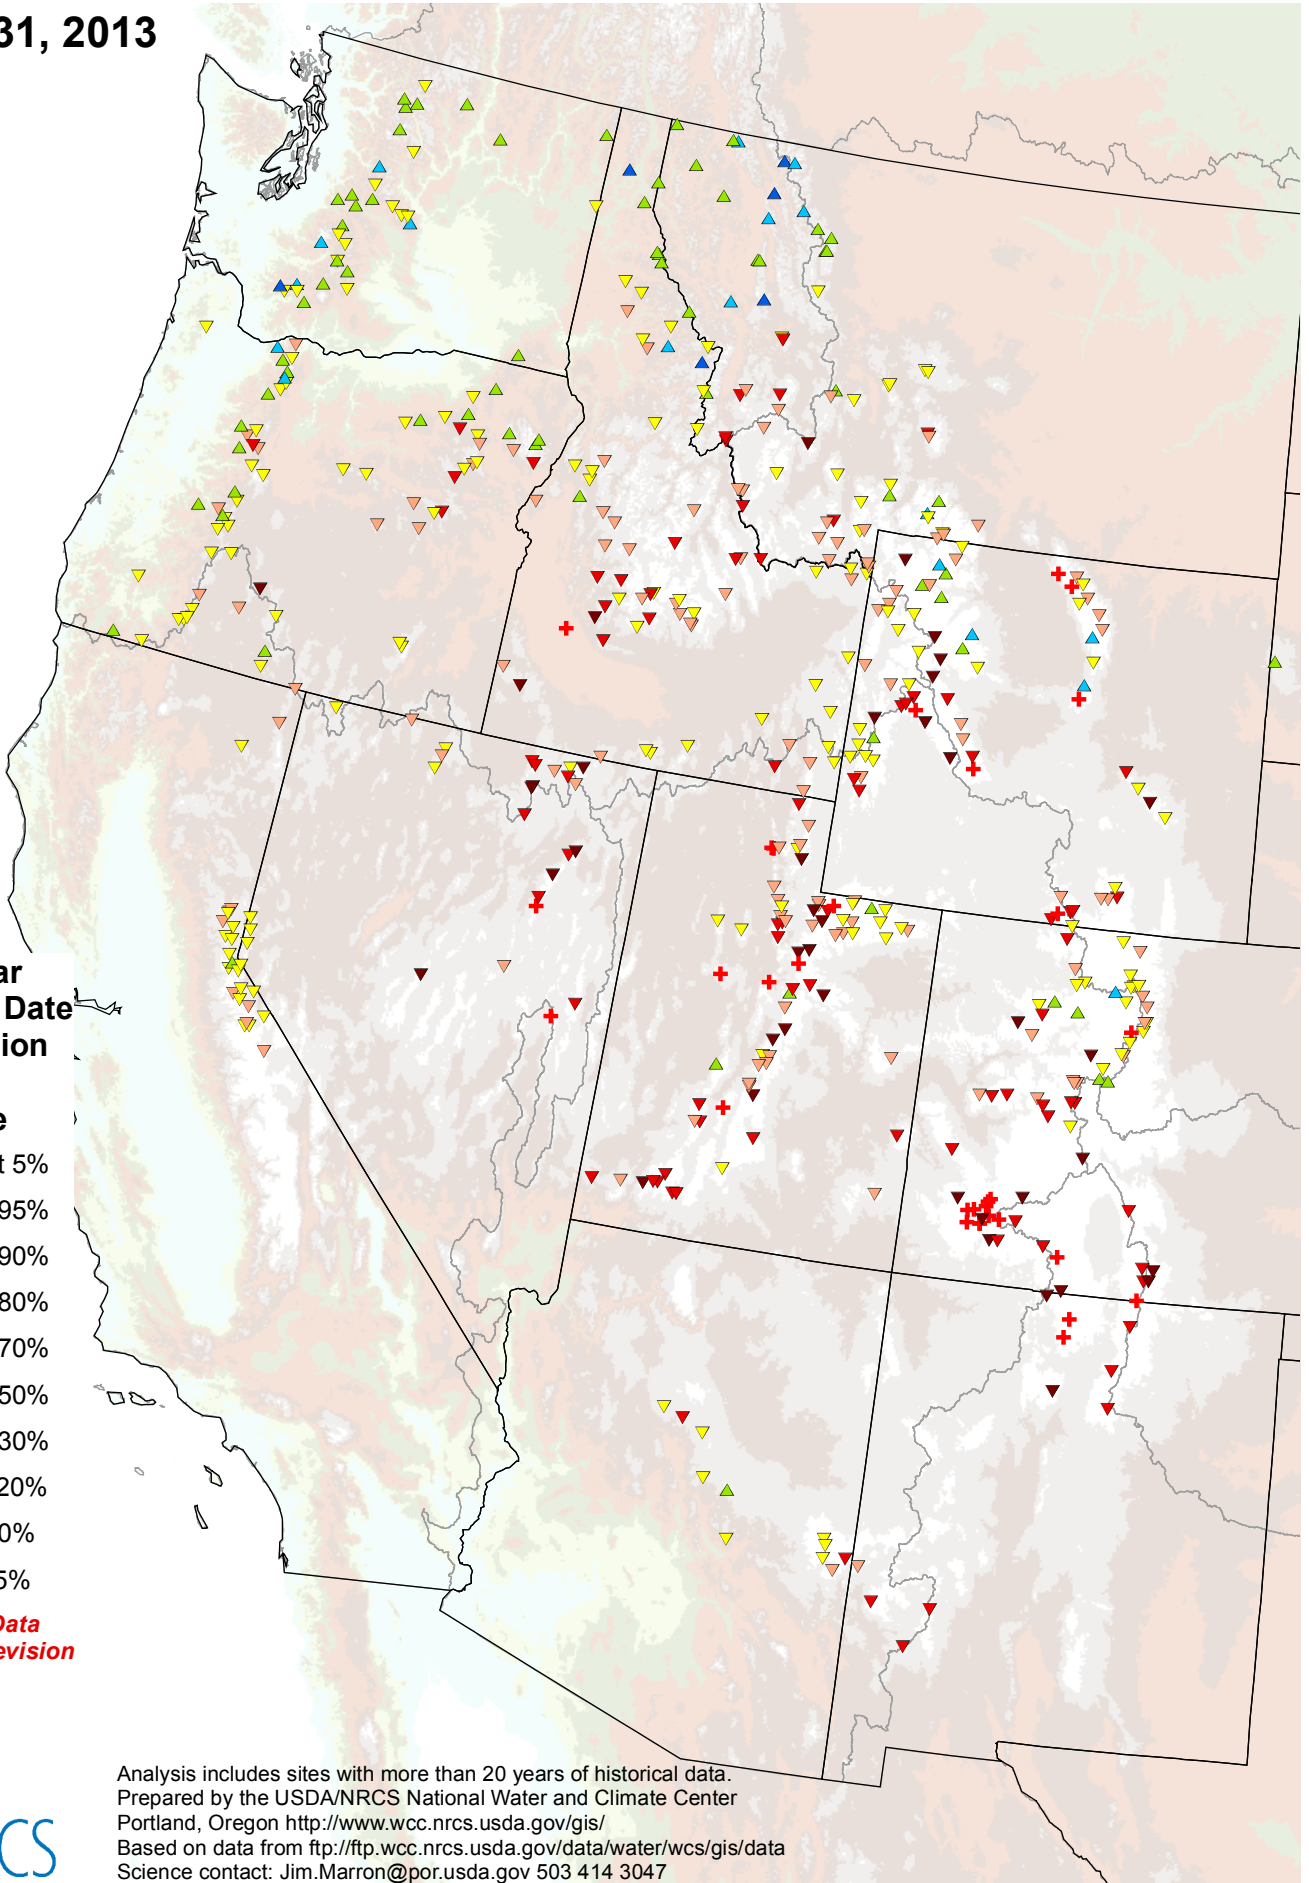 31, 2013
ar
Date
ion
e
t 5%
95%
90%
80%
70%
50%
30%
20%
0%
5%
Data
evision
Analysis includes sites with more than 20 years of historical data.
Prepared by the USDA/NRCS National Water and Climate Center
Portland, Oregon http://www.wcc.nrcs.usda.gov/gis/
Based on data from ftp://ftp.wcc.nrcs.usda.gov/data/water/wcs/gis/data
Science contact: Jim.Marron@por.usda.gov 503 414 3047
CS